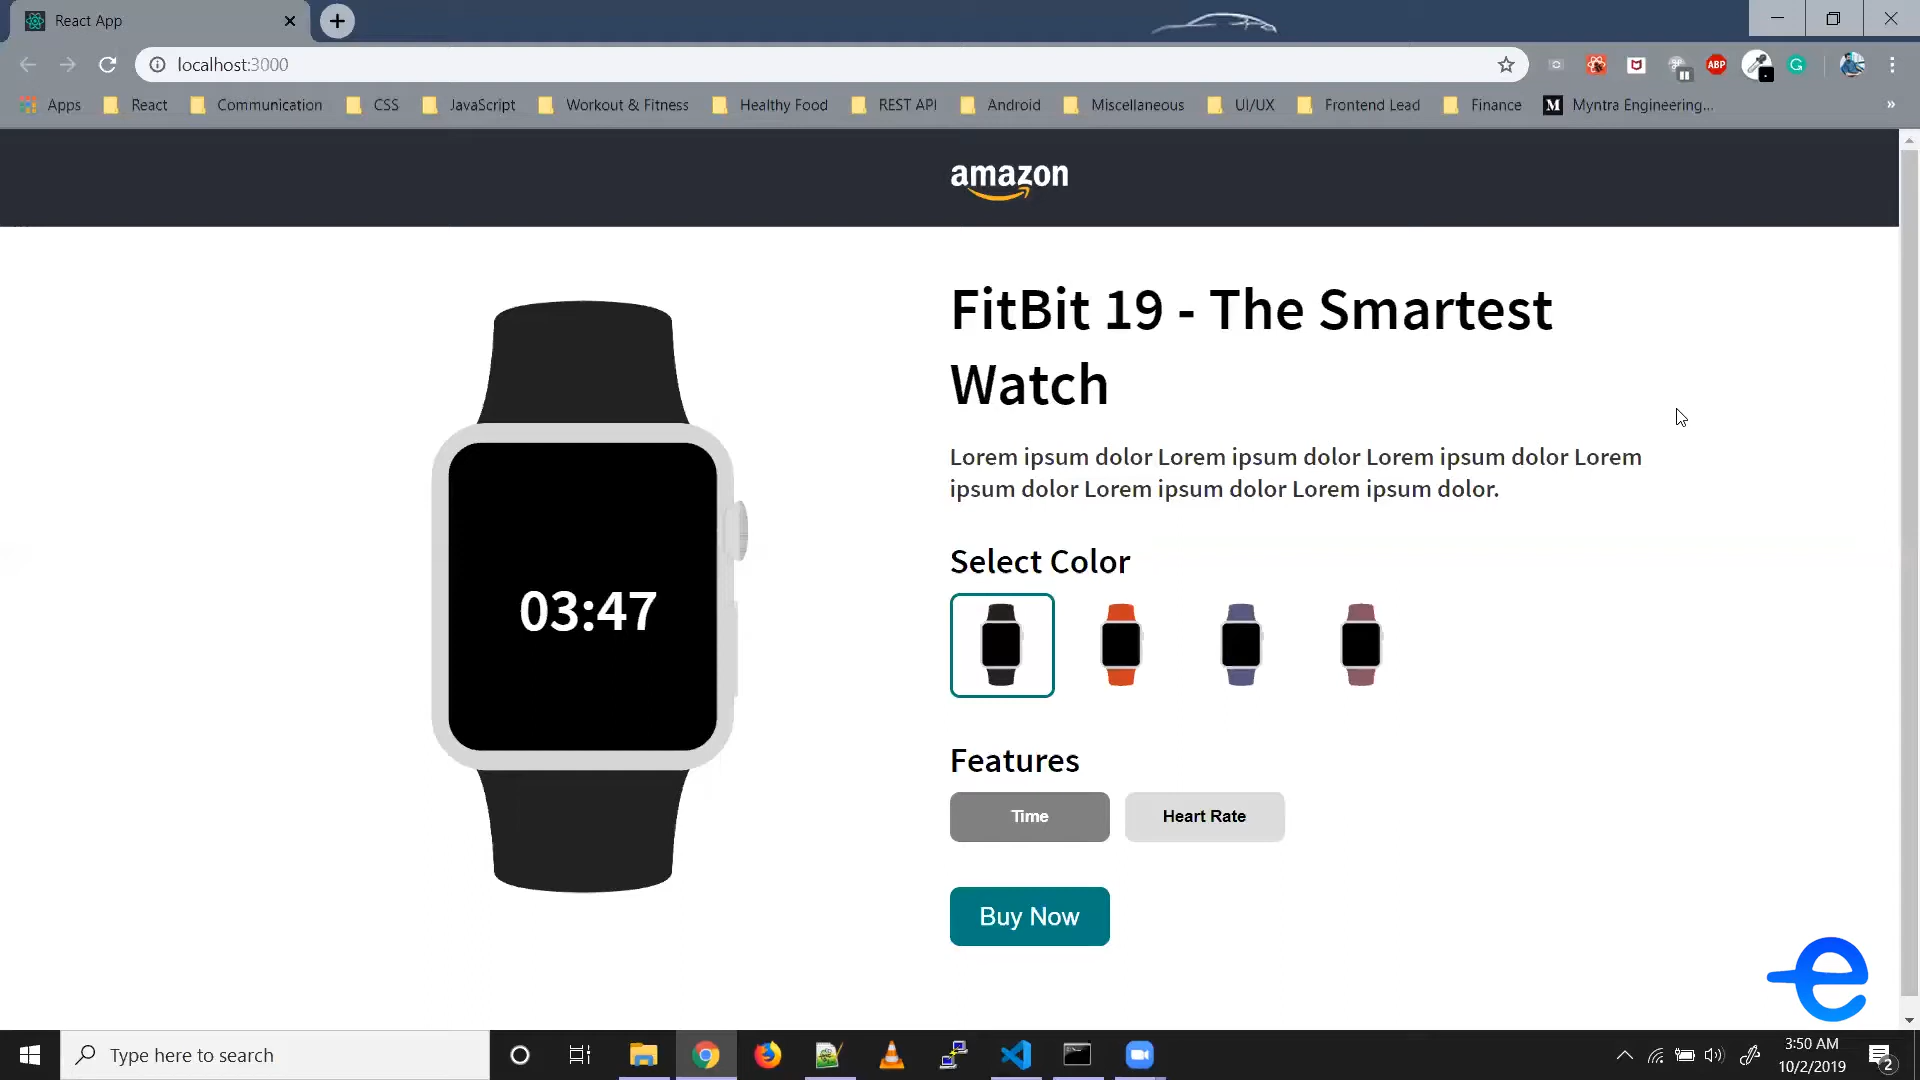 React App
localhost:3000
ABP
G
Apps
React
Communication
CSS
JavaScript
Workout & Fitness
Healthy Food
REST API
Android
Miscellaneous
UI/UX
Frontend Lead
Finance
M
Myntra Engineering...
»
amazon
FitBit 19 - The Smartest
Watch
Lorem ipsum dolor Lorem ipsum dolor Lorem ipsum dolor Lorem
ipsum dolor Lorem ipsum dolor Lorem ipsum dolor.
03:47
Select Color
Features
Time
Heart Rate
Buy Now
e
Type here to search
3:50 AM
10/2/2019
2